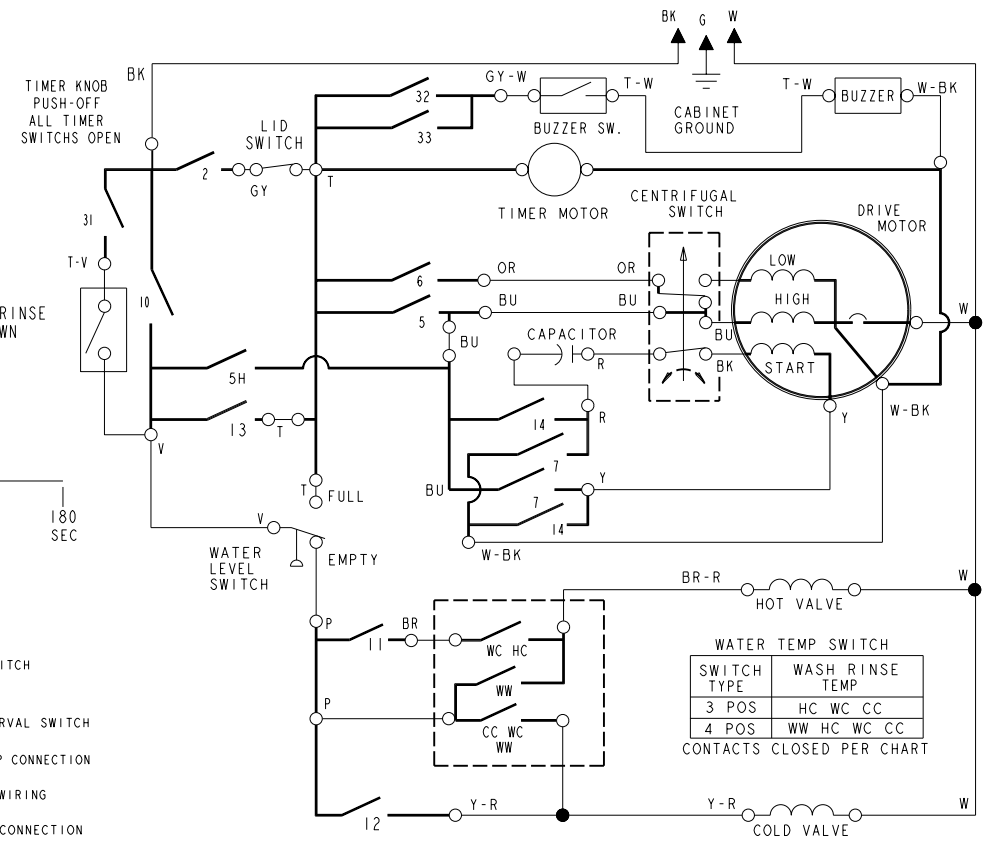 BK
G
W
BK
TIMER KNOB
PUSH-OFF
ALL TIMER
SWITCHS OPEN
GY-W
T-W
T-W
W-BK
BUZZER
32
33
BUZZER SW.
CABINET
GROUND
LID
SWITCH
2
GY
T
TIMER MOTOR
CENTRIFUGAL
SWITCH
DRIVE
MOTOR
31
T-V
10
6
OR
OR
LOW
5
BU
BU
HIGH
W
RINSE
WN
BU
CAPACITOR
R
BU
BK
START
5H
13
T
V
14
R
7
Y
W-BK
BU
7
Y
14
T
FULL
180
SEC
V
EMPTY
W-BK
WATER
LEVEL
SWITCH
BR-R
W
HOT VALVE
P
11
BR
WC HC
WW
P
CC WC
WW
WATER TEMP SWITCH
SWITCH
TYPE
WASH RINSE
TEMP
3 POS
HC WC CC
4 POS
WW HC WC CC
CONTACTS CLOSED PER CHART
ITCH
RVAL SWITCH
P CONNECTION
WIRING
CONNECTION
12
Y-R
Y-R
W
COLD VALVE